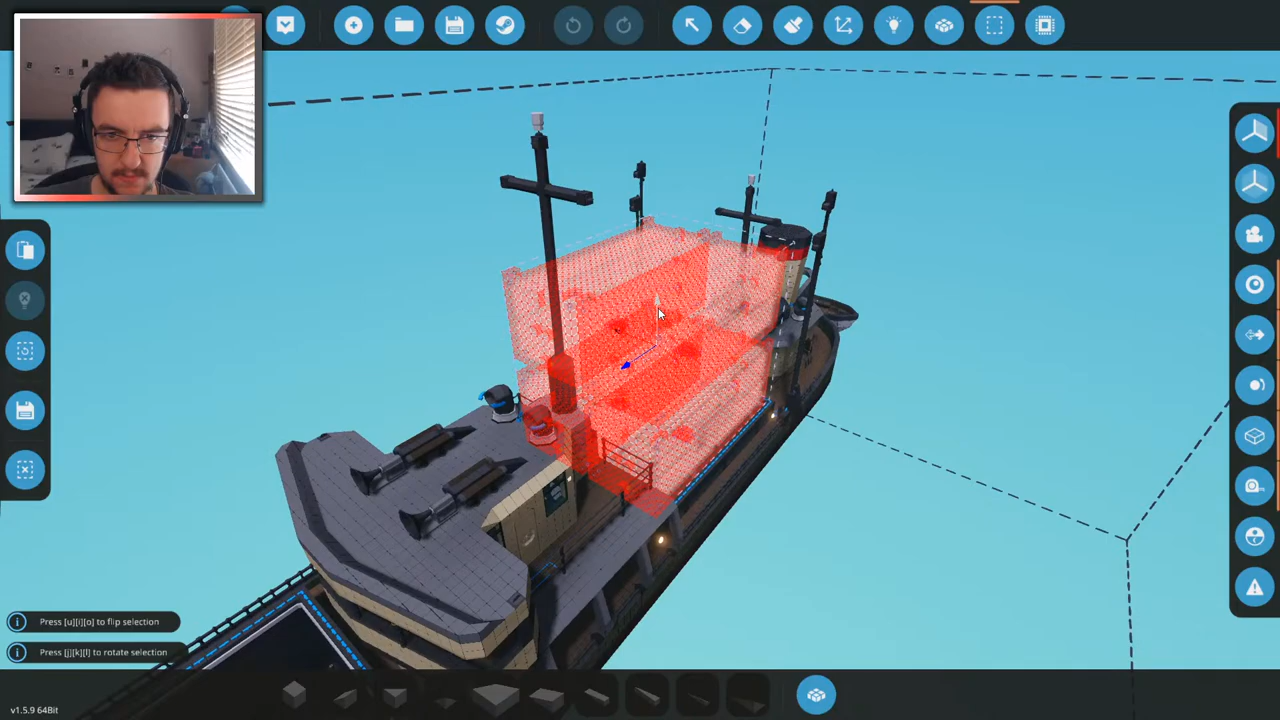 Press [u][i][o] to flip selection
Press [j][k][l] to rotate selection
v1.5.9 64Bit